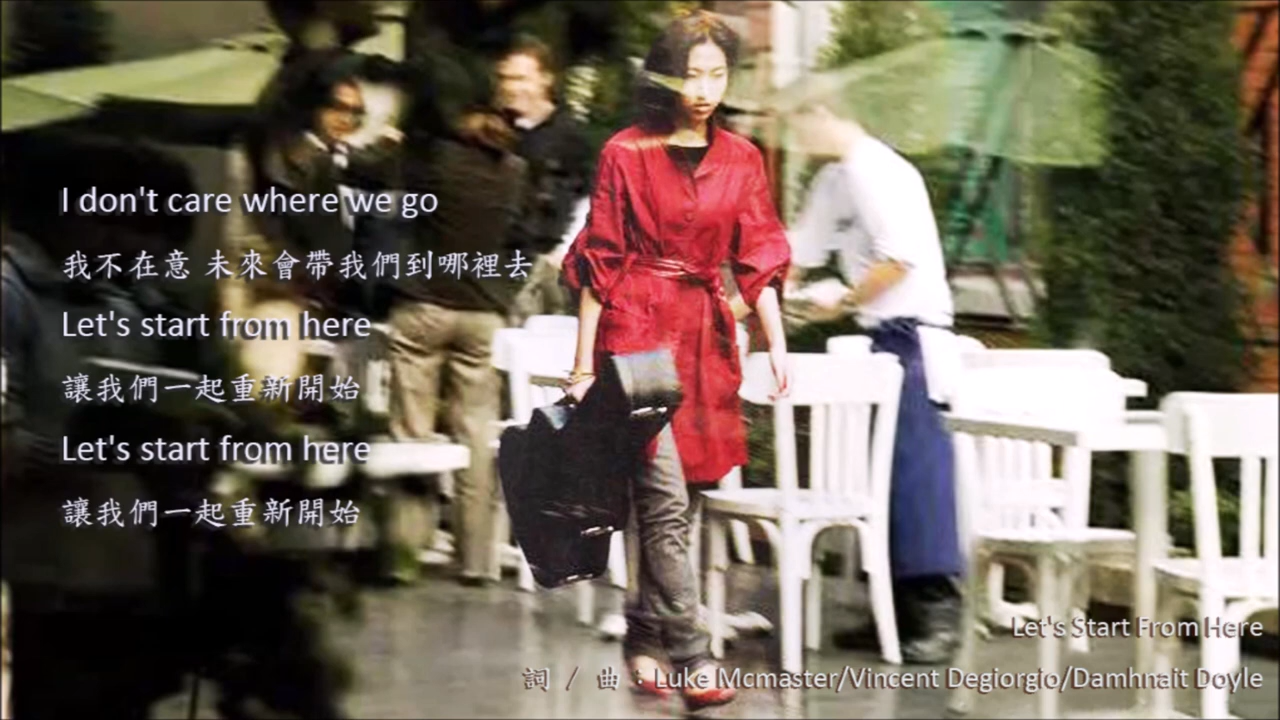 I don't care where we go
我不在意 未來會帶我們到哪裡去
Let's start from here
讓我們一起重新開始
Let's start from here
讓我們一起重新開始
Let's Start From Here
詞 / 曲：Luke Mcmaster/Vincent Degiorgio/Damhnait Doyle